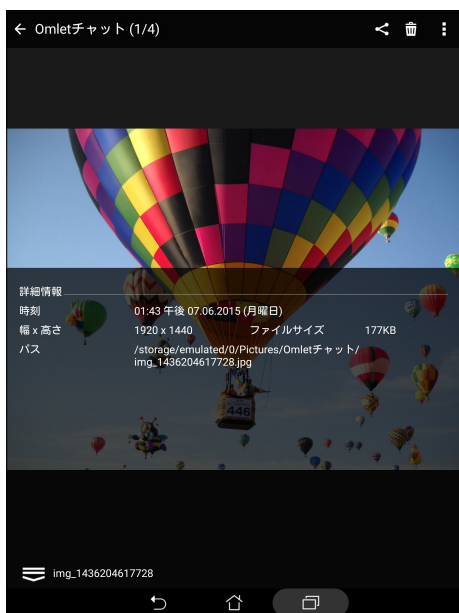 Omletチャット (1/4)
詳細情報
時刻 01:43 午後 07.06.2015 (月曜日)
幅 x 高さ 1920 x 1440 ファイルサイズ 177KB
パス /storage/emulated/0/Pictures/Omletチャット/
img_1436204617728.jpg
446
img_1436204617728